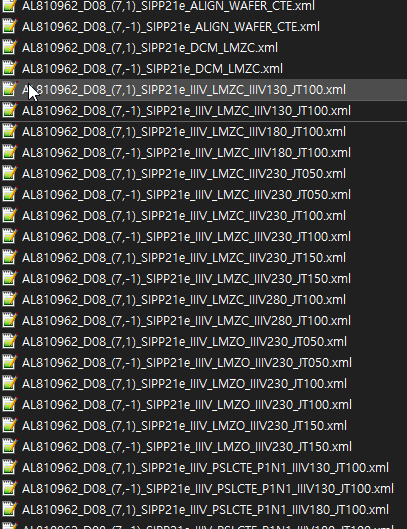 AL810962_D08_(7,1)_SIPP21e_ALIGN_WAFER_CTE.xml
AL810962_D08_(7,-1)_SIPP21e_ALIGN_WAFER_CTE.xml
AL810962_D08_(7,1)_SIPP21e_DCM_LMZC.xml
AL810962_D08_(7,-1)_SIPP21e_DCM_LMZC.xml
AL810962_D08_(7,1)_SIPP21e_IIIV_LMZC_IIIV130_JT100.xml
AL810962_D08_(7,-1)_SIPP21e_IIIV_LMZC_IIIV130_JT100.xml
AL810962_D08_(7,1)_SIPP21e_IIIV_LMZC_IIIV180_JT100.xml
AL810962_D08_(7,-1)_SIPP21e_IIIV_LMZC_IIIV180_JT100.xml
AL810962_D08_(7,1)_SIPP21e_IIIV_LMZC_IIIV230_JT050.xml
AL810962_D08_(7,-1)_SIPP21e_IIIV_LMZC_IIIV230_JT050.xml
AL810962_D08_(7,1)_SIPP21e_IIIV_LMZC_IIIV230_JT100.xml
AL810962_D08_(7,-1)_SIPP21e_IIIV_LMZC_IIIV230_JT100.xml
AL810962_D08_(7,1)_SIPP21e_IIIV_LMZC_IIIV230_JT150.xml
AL810962_D08_(7,-1)_SIPP21e_IIIV_LMZC_IIIV230_JT150.xml
AL810962_D08_(7,1)_SIPP21e_IIIV_LMZC_IIIV280_JT100.xml
AL810962_D08_(7,-1)_SIPP21e_IIIV_LMZC_IIIV280_JT100.xml
AL810962_D08_(7,1)_SIPP21e_IIIV_LMZO_IIIV230_JT050.xml
AL810962_D08_(7,-1)_SIPP21e_IIIV_LMZO_IIIV230_JT050.xml
AL810962_D08_(7,1)_SIPP21e_IIIV_LMZO_IIIV230_JT100.xml
AL810962_D08_(7,-1)_SIPP21e_IIIV_LMZO_IIIV230_JT100.xml
AL810962_D08_(7,1)_SIPP21e_IIIV_LMZO_IIIV230_JT150.xml
AL810962_D08_(7,-1)_SIPP21e_IIIV_LMZO_IIIV230_JT150.xml
AL810962_D08_(7,1)_SIPP21e_IIIV_PSLCTE_P1N1_IIIV130_JT100.xml
AL810962_D08_(7,-1)_SIPP21e_IIIV_PSLCTE_P1N1_IIIV130_JT100.xml
AL810962_D08_(7,1)_SIPP21e_IIIV_PSLCTE_P1N1_IIIV180_JT100.xml